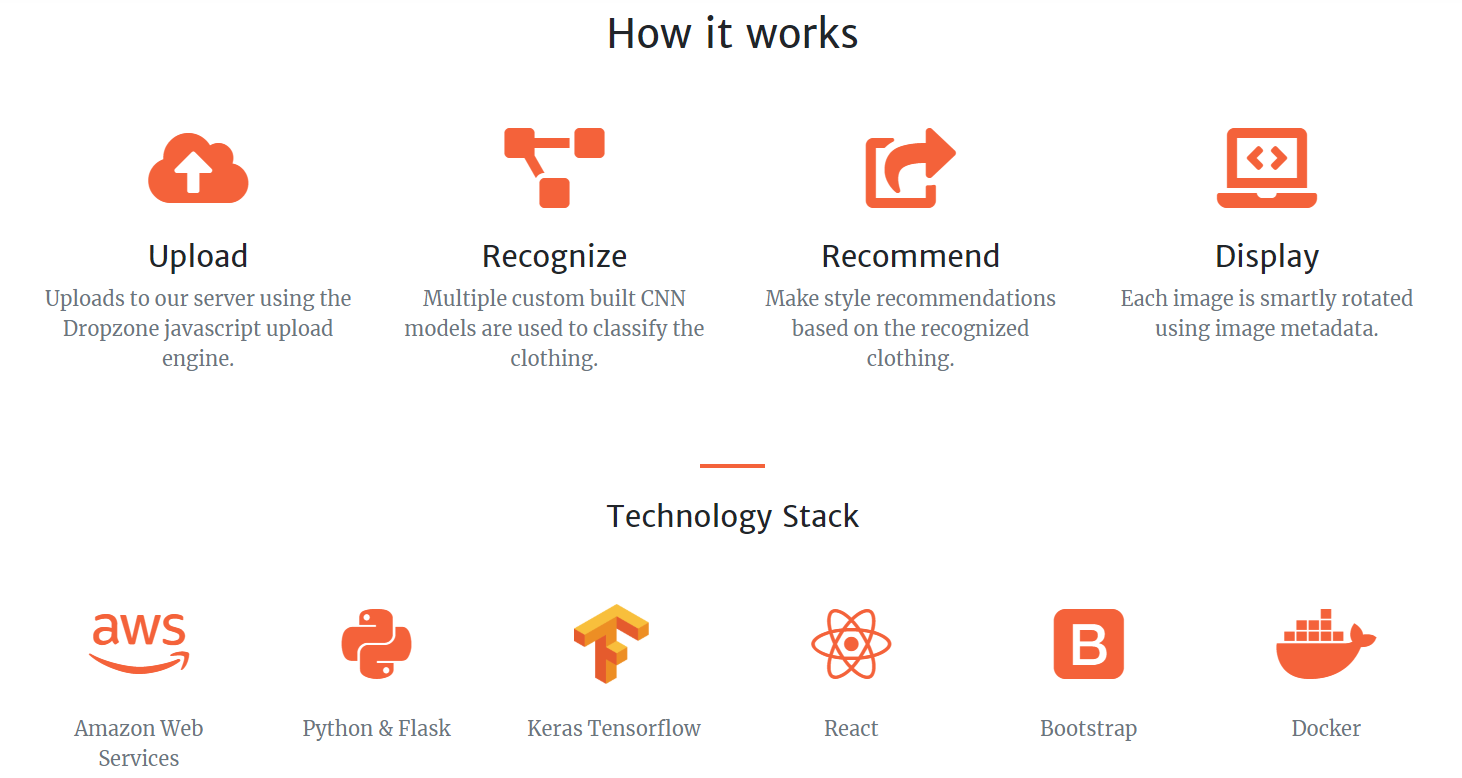 How it works
Upload
Uploads to our server using the
Dropzone javascript upload
engine.
Recognize
Multiple custom built CNN
models are used to classify the
clothing.
Recommend
Make style recommendations
based on the recognized
clothing.
Display
Each image is smartly rotated
using image metadata.
Technology Stack
aws
Amazon Web
Services
Python & Flask
Keras Tensorflow
React
B
Bootstrap
Docker